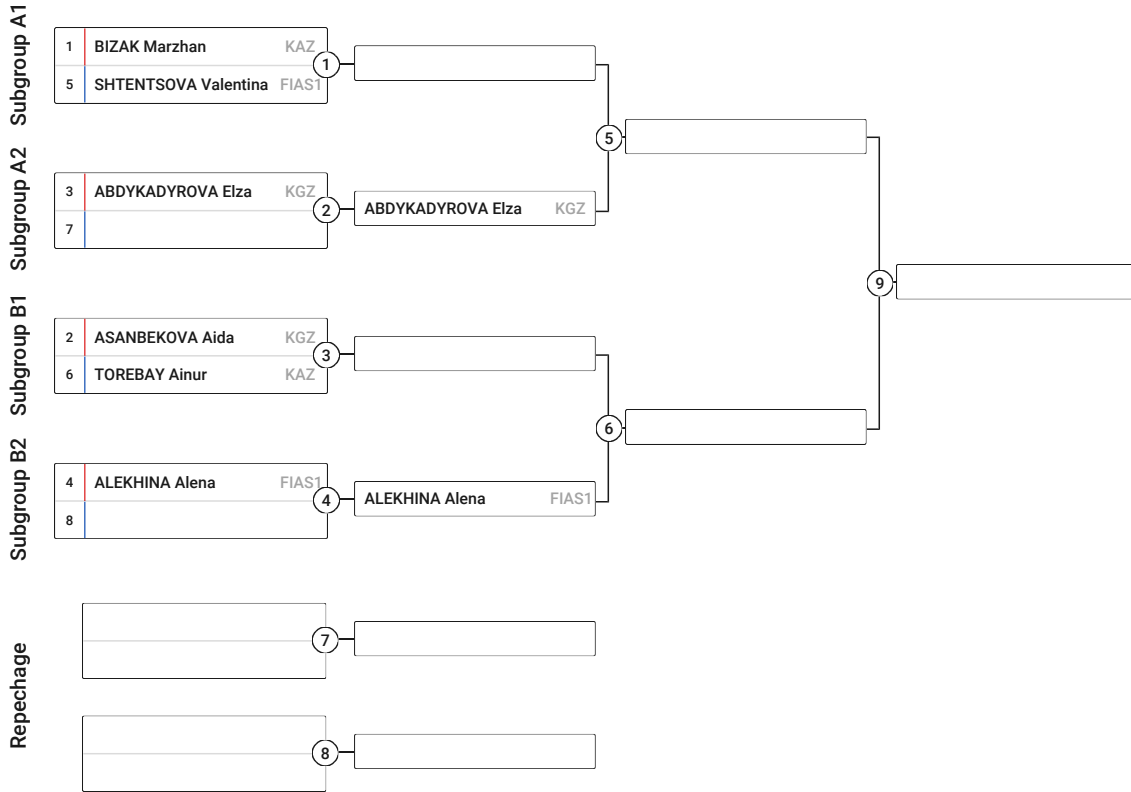 Subgroup A1
1 BIZAK Marzhan KAZ
5 SHTENTSOVA Valentina FIAS1
1
5
Subgroup A2
3 ABDYKADYROVA Elza KGZ
7
2
ABDYKADYROVA Elza KGZ
9
Subgroup B1
2 ASANBEKOVA Aida KGZ
6 TOREBAY Ainur KAZ
3
6
Subgroup B2
4 ALEKHINA Alena FIAS1
8
4
ALEKHINA Alena FIAS1
Repechage
7
8